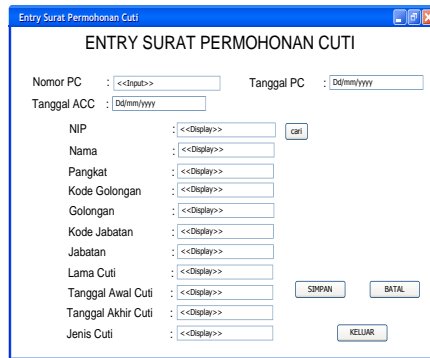 Entry Surat Permohonan Cuti
ENTRY SURAT PERMOHONAN CUTI
Nomor PC : <<Input>> Tanggal PC : Dd/mm/yyyy
Tanggal ACC : Dd/mm/yyyy
NIP : <<Display>> cari
Nama : <<Display>>
Pangkat : <<Display>>
Kode Golongan : <<Display>>
Golongan : <<Display>>
Kode Jabatan : <<Display>>
Jabatan : <<Display>>
Lama Cuti : <<Display>>
Tanggal Awal Cuti : <<Display>> SIMPAN BATAL
Tanggal Akhir Cuti : <<Display>>
Jenis Cuti : <<Display>> KELUAR